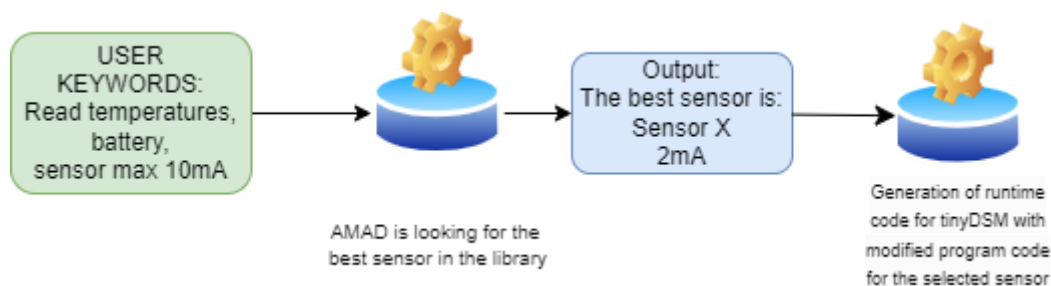 USER
KEYWORDS:
Read temperatures,
battery,
sensor max 10mA
AMAD is looking for the
best sensor in the library
Output:
The best sensor is:
Sensor X
2mA
Generation of runtime
code for tinyDSM with
modified program code
for the selected sensor